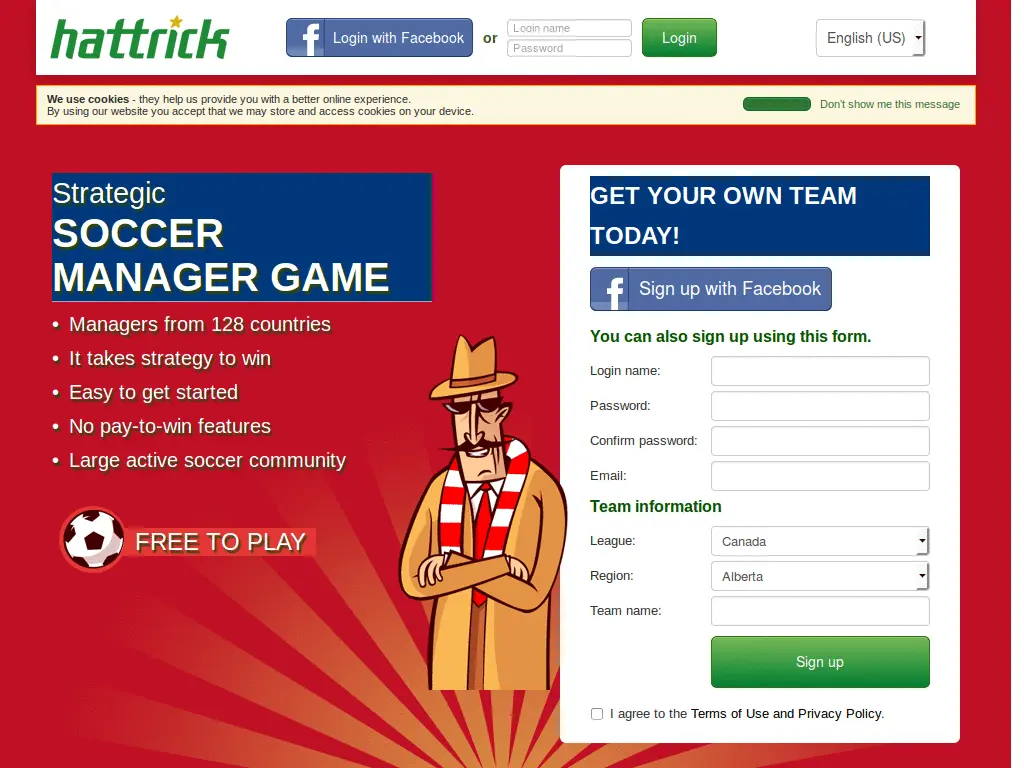 hattrick
f Login with Facebook or Login name Password Login English (US)
We use cookies - they help us provide you with a better online experience.
By using our website you accept that we may store and access cookies on your device.
Don't show me this message
Strategic
SOCCER
MANAGER GAME
• Managers from 128 countries
• It takes strategy to win
• Easy to get started
• No pay-to-win features
• Large active soccer community
FREE TO PLAY
GET YOUR OWN TEAM
TODAY!
f Sign up with Facebook
You can also sign up using this form.
Login name:
Password:
Confirm password:
Email:
Team information
League: Canada
Region: Alberta
Team name:
Sign up
I agree to the Terms of Use and Privacy Policy.